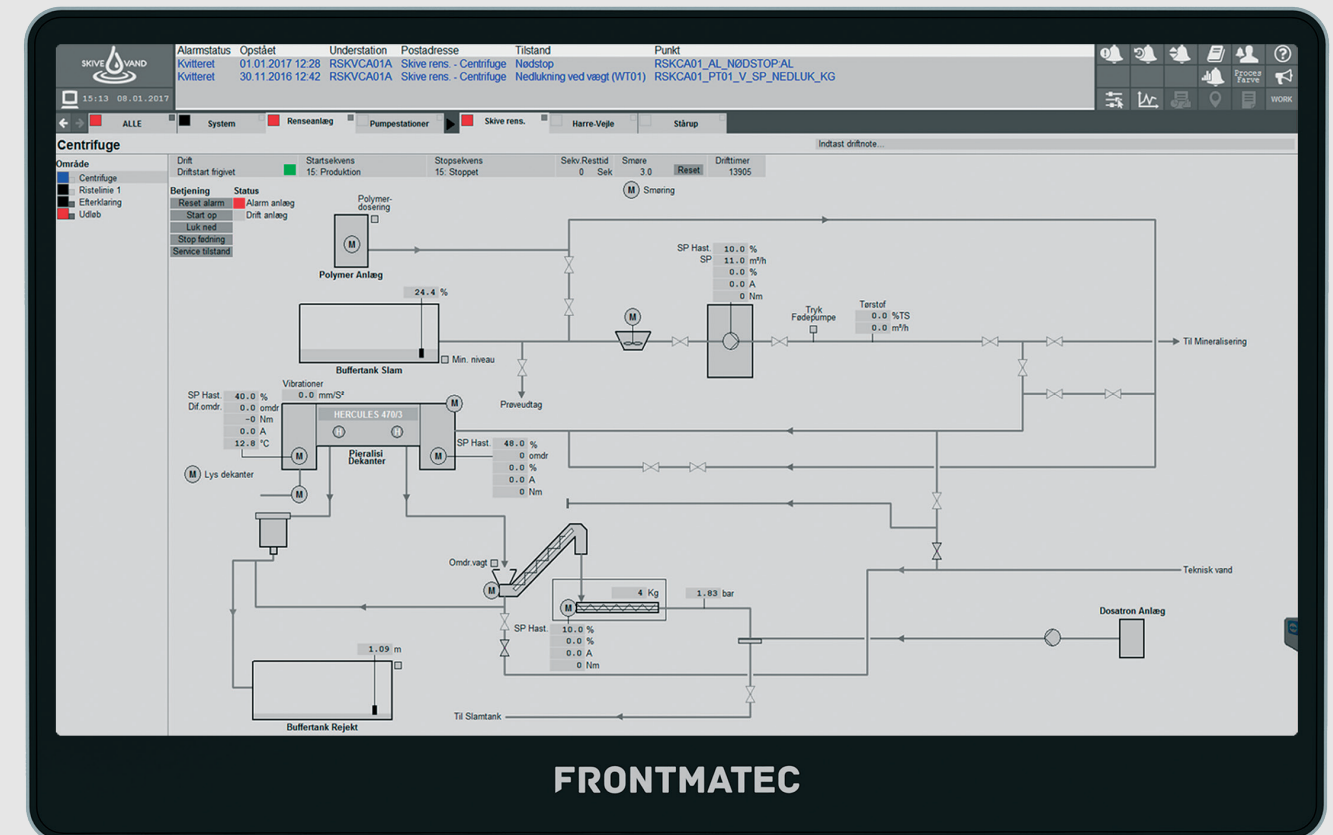 SKIVE VAND
15:13 08.01.2017
Alarmstatus Opstået Understation Postadresse Tilstand Punkt
Kvitteret 01.01.2017 12:28 RSKVCA01A Skive rens. - Centrifuge Nødstop RSKCA01_AL_NØDSTOP:AL
Kvitteret 30.11.2016 12:42 RSKVCA01A Skive rens. - Centrifuge Nedlukning ved vægt (WT01) RSKCA01_PT01_V_SP_NEDLUK_KG
Proces
Farve
WORK
ALLE System Renseanlæg Pumpestationer Skive rens. Harre-Vejle Stårup
Centrifuge
Indtast driftnote...
Område
Centrifuge
Ristelinie 1
Efterklaring
Udløb
Drift Startsekvens Stopsekvens Sekv.Resttid Smøre Drifttimer
Driftstart frigivet 15: Produktion 15: Stoppet 0 Sek 3.0 Reset 13905
Betjening Status
Reset alarm Alarm anlæg
Start op Drift anlæg
Luk ned
Stop fødning
Service tilstand
M Smøring
Polymer-
dosering
M
Polymer Anlæg
24.4 %
Min. niveau
Buffertank Slam
M
Prøveudtag
SP Hast. 10.0 %
SP 11.0 m³/h
0.0 %
0.0 A
0 Nm
Tryk
Fødepumpe
Tørstof
0.0 %TS
0.0 m³/h
Til Mineralisering
Vibrationer
0.0 mm/S²
SP Hast. 40.0 %
Dif.omdr. 0.0 omdr
-0 Nm
0.0 A
12.8 °C
HERCULES 470/3
H H
M
M M
Pieralisi
Dekanter
M Lys dekanter
M
SP Hast. 48.0 %
0 omdr
0.0 %
0.0 A
0 Nm
Omdr.vagt
M
4 Kg
M
1.83 bar
SP Hast. 10.0 %
0.0 %
0.0 A
0 Nm
Teknisk vand
Dosatron Anlæg
1.09 m
Buffertank Rejekt
Til Slamtank
FRONTMATEC